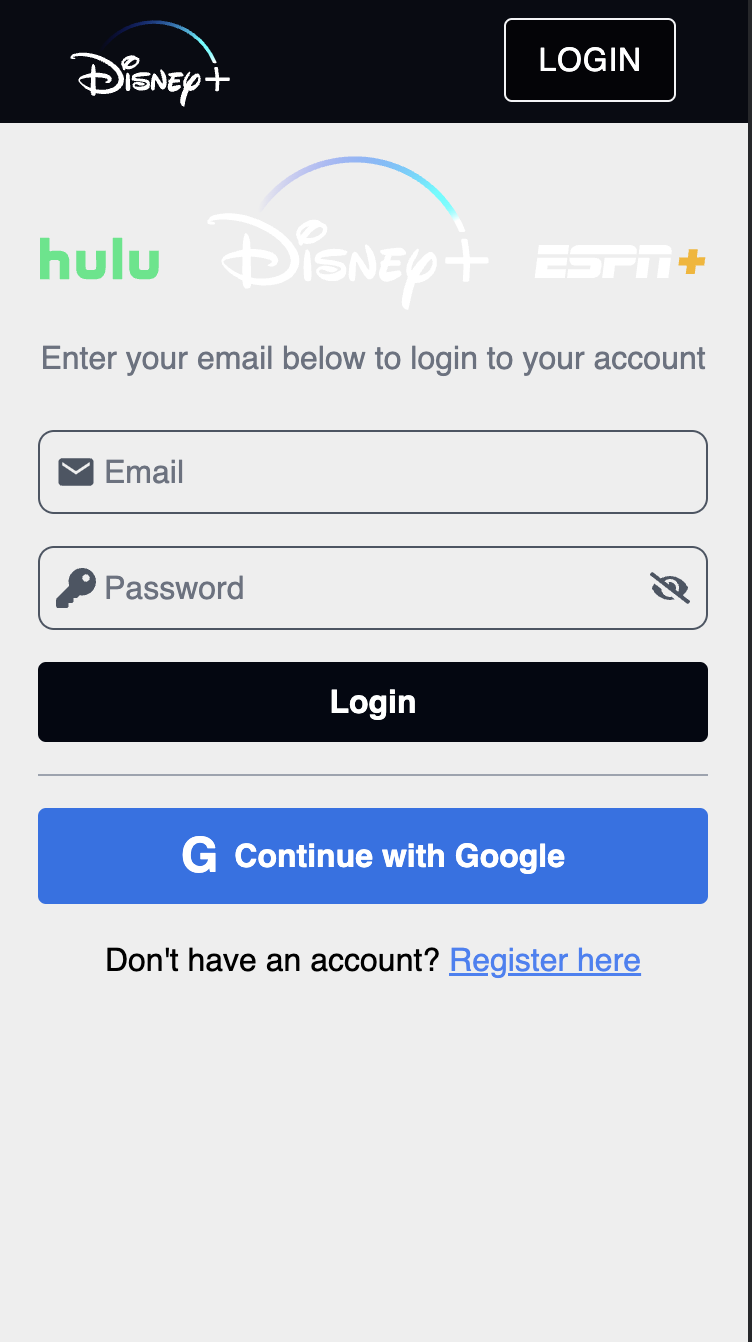 Disney+
LOGIN
hulu Disney+ ESPN+
Enter your email below to login to your account
Email
Password
Login
G Continue with Google
Don't have an account? Register here